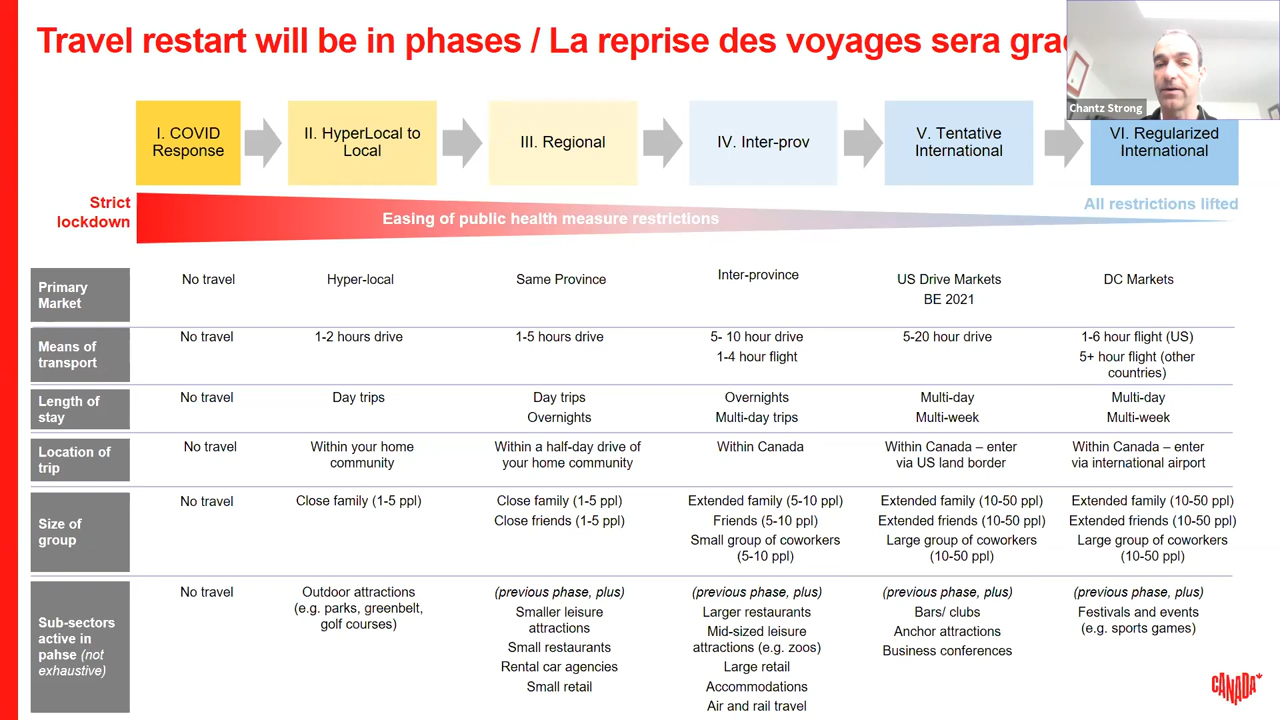 Travel restart will be in phases / La reprise des voyages sera
Chantz Strong
I. COVID
Response
II. HyperLocal to
Local
III. Regional
IV. Inter-prov
V. Tentative
International
VI. Regularized
International
Strict
lockdown
Easing of public health measure restrictions
All restrictions lifted
Primary
Market
No travel
Hyper-local
Same Province
Inter-province
US Drive Markets
BE 2021
DC Markets
Means of
transport
No travel
1-2 hours drive
1-5 hours drive
5- 10 hour drive
1-4 hour flight
5-20 hour drive
1-6 hour flight (US)
5+ hour flight (other
countries)
Length of
stay
No travel
Day trips
Day trips
Overnights
Overnights
Multi-day trips
Multi-day
Multi-week
Multi-day
Multi-week
Location of
trip
No travel
Within your home
community
Within a half-day drive of
your home community
Within Canada
Within Canada – enter
via US land border
Within Canada – enter
via international airport
Size of
group
No travel
Close family (1-5 ppl)
Close family (1-5 ppl)
Close friends (1-5 ppl)
Extended family (5-10 ppl)
Friends (5-10 ppl)
Small group of coworkers
(5-10 ppl)
Extended family (10-50 ppl)
Extended friends (10-50 ppl)
Large group of coworkers
(10-50 ppl)
Extended family (10-50 ppl)
Extended friends (10-50 ppl)
Large group of coworkers
(10-50 ppl)
Sub-sectors
active in
pahse (not
exhaustive)
No travel
Outdoor attractions
(e.g. parks, greenbelt,
golf courses)
(previous phase, plus)
Smaller leisure
attractions
Small restaurants
Rental car agencies
Small retail
(previous phase, plus)
Larger restaurants
Mid-sized leisure
attractions (e.g. zoos)
Large retail
Accommodations
Air and rail travel
(previous phase, plus)
Bars/ clubs
Anchor attractions
Business conferences
(previous phase, plus)
Festivals and events
(e.g. sports games)
CANADA